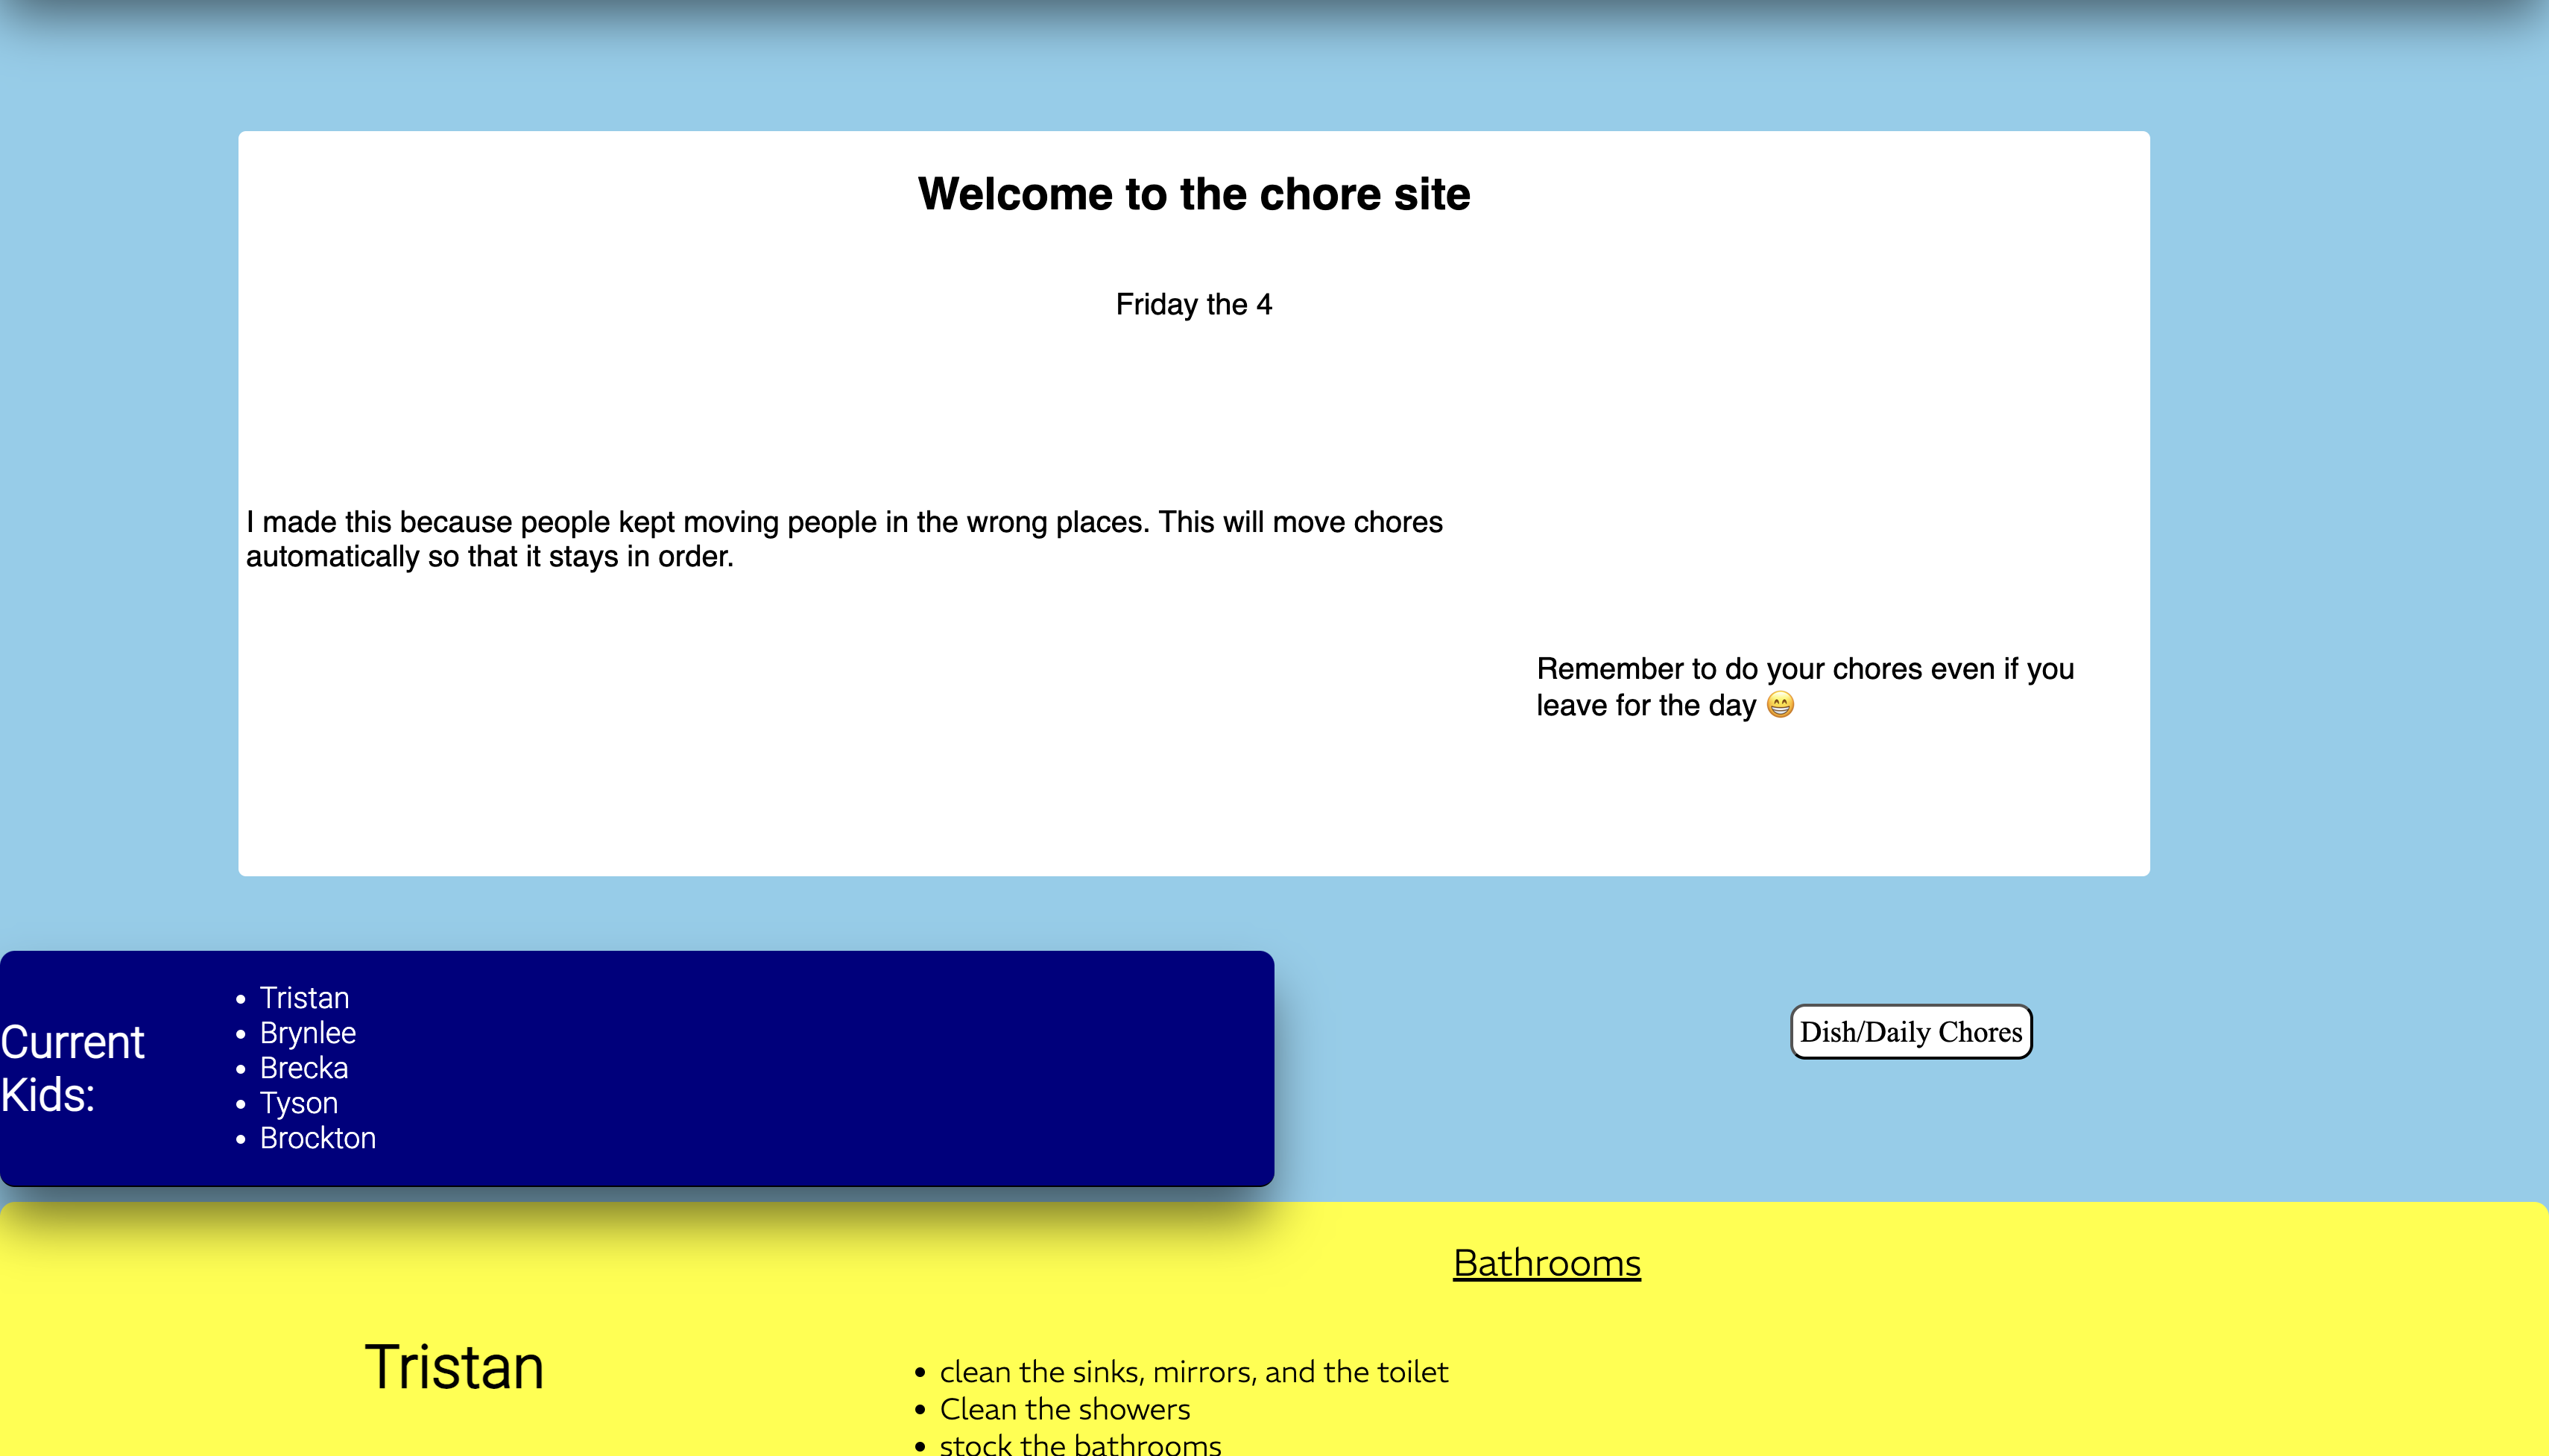 Welcome to the chore site
Friday the 4
I made this because people kept moving people in the wrong places. This will move chores
automatically so that it stays in order.
Remember to do your chores even if you
leave for the day 😁
Current
Kids:
• Tristan
• Brynlee
• Brecka
• Tyson
• Brockton
Dish/Daily Chores
Bathrooms
Tristan
• clean the sinks, mirrors, and the toilet
• Clean the showers
• stock the bathrooms